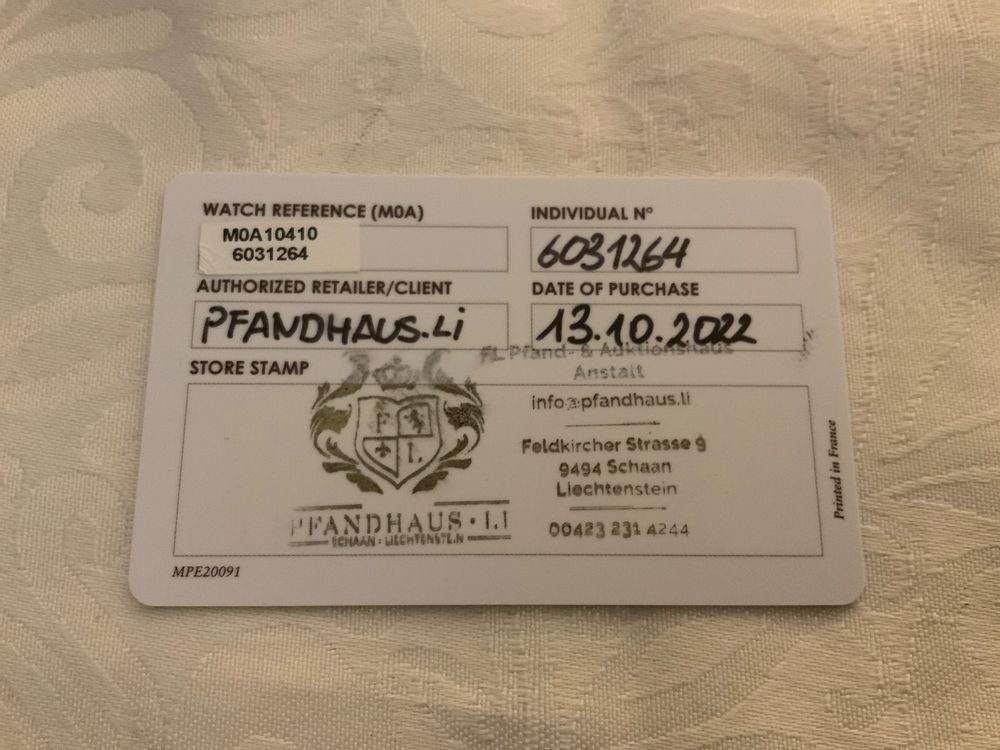 WATCH REFERENCE (M0A)
M0A10410
6031264
INDIVIDUAL Nº
6031264
AUTHORIZED RETAILER/CLIENT
PFANDHAUS.Li
DATE OF PURCHASE
13.10.2022
STORE STAMP
F
L
PFANDHAUS · LI
SCHAAN · LIECHTENSTEIN
FL Pfand- & Auktionshaus
Anstalt
info@pfandhaus.li
Feldkircher Strasse 9
9494 Schaan
Liechtenstein
00423 231 4244
MPE20091
Printed in France